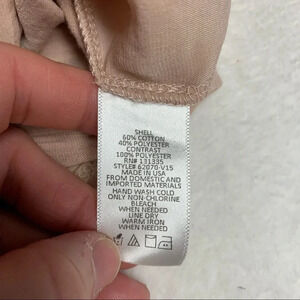 SHELL
60% COTTON
40% POLYESTER
CONTRAST
100% POLYESTER
RN# 131335
STYLE# 62070-V15
MADE IN USA
FROM DOMESTIC AND
IMPORTED MATERIALS
HAND WASH COLD
ONLY NON CHLORINE
BLEACH
WHEN NEEDED
LINE DRY
WARM IRON
WHEN NEEDED